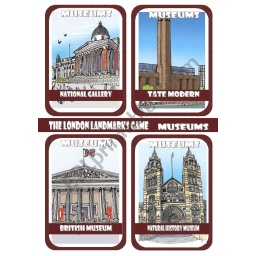 MUSEUMS MUSEUMS
NATIONAL GALLERY TATE MODERN
THE LONDON LANDMARKS GAME MUSEUMS
MUSEUMS MUSEUMS
BRITISH MUSEUM NATURAL HISTORY MUSEUM